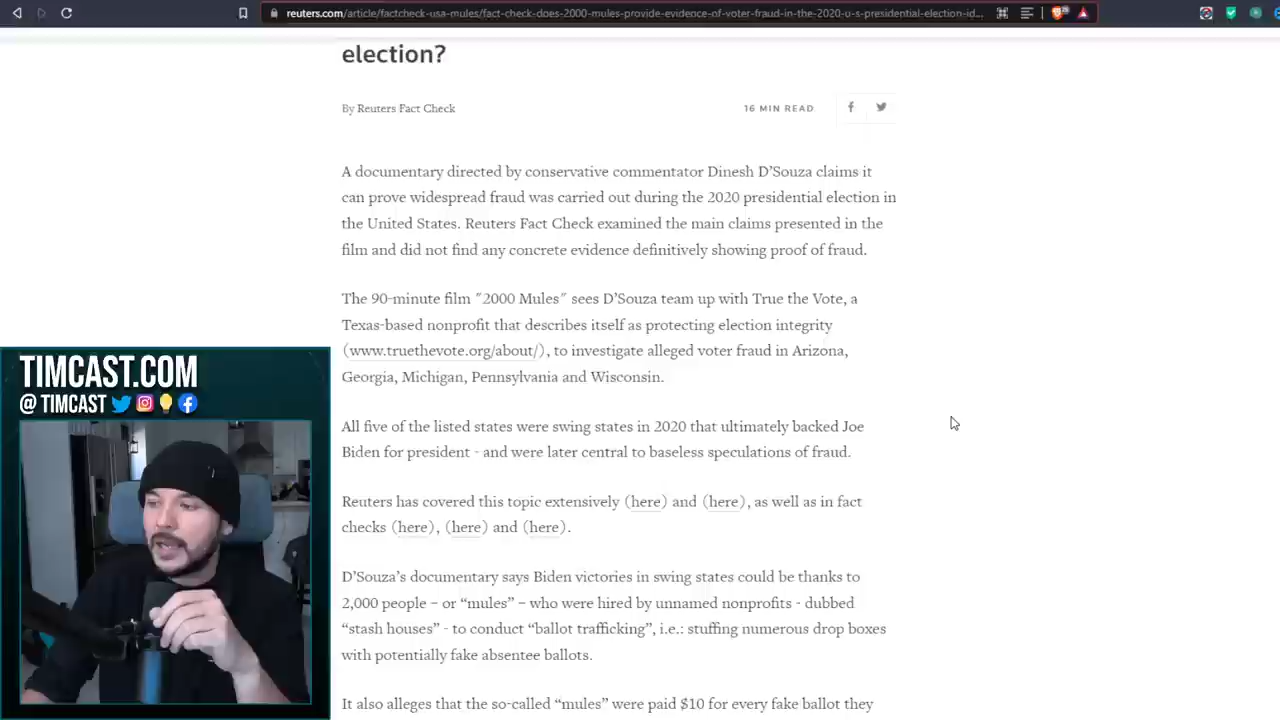 reuters.com/article/factcheck-usa-mules/fact-check-does-2000-mules-provide-evidence-of-voter-fraud-in-the-2020-u-s-presidential-election-id...
election?
By Reuters Fact Check
16 MIN READ
A documentary directed by conservative commentator Dinesh D’Souza claims it
can prove widespread fraud was carried out during the 2020 presidential election in
the United States. Reuters Fact Check examined the main claims presented in the
film and did not find any concrete evidence definitively showing proof of fraud.
The 90-minute film "2000 Mules" sees D’Souza team up with True the Vote, a
Texas-based nonprofit that describes itself as protecting election integrity
(www.truethevote.org/about/), to investigate alleged voter fraud in Arizona,
Georgia, Michigan, Pennsylvania and Wisconsin.
All five of the listed states were swing states in 2020 that ultimately backed Joe
Biden for president - and were later central to baseless speculations of fraud.
Reuters has covered this topic extensively (here) and (here), as well as in fact
checks (here), (here) and (here).
D’Souza’s documentary says Biden victories in swing states could be thanks to
2,000 people – or “mules” – who were hired by unnamed nonprofits - dubbed
“stash houses” - to conduct “ballot trafficking”, i.e.: stuffing numerous drop boxes
with potentially fake absentee ballots.
It also alleges that the so-called “mules” were paid $10 for every fake ballot they
TIMCAST.COM
@ TIMCAST